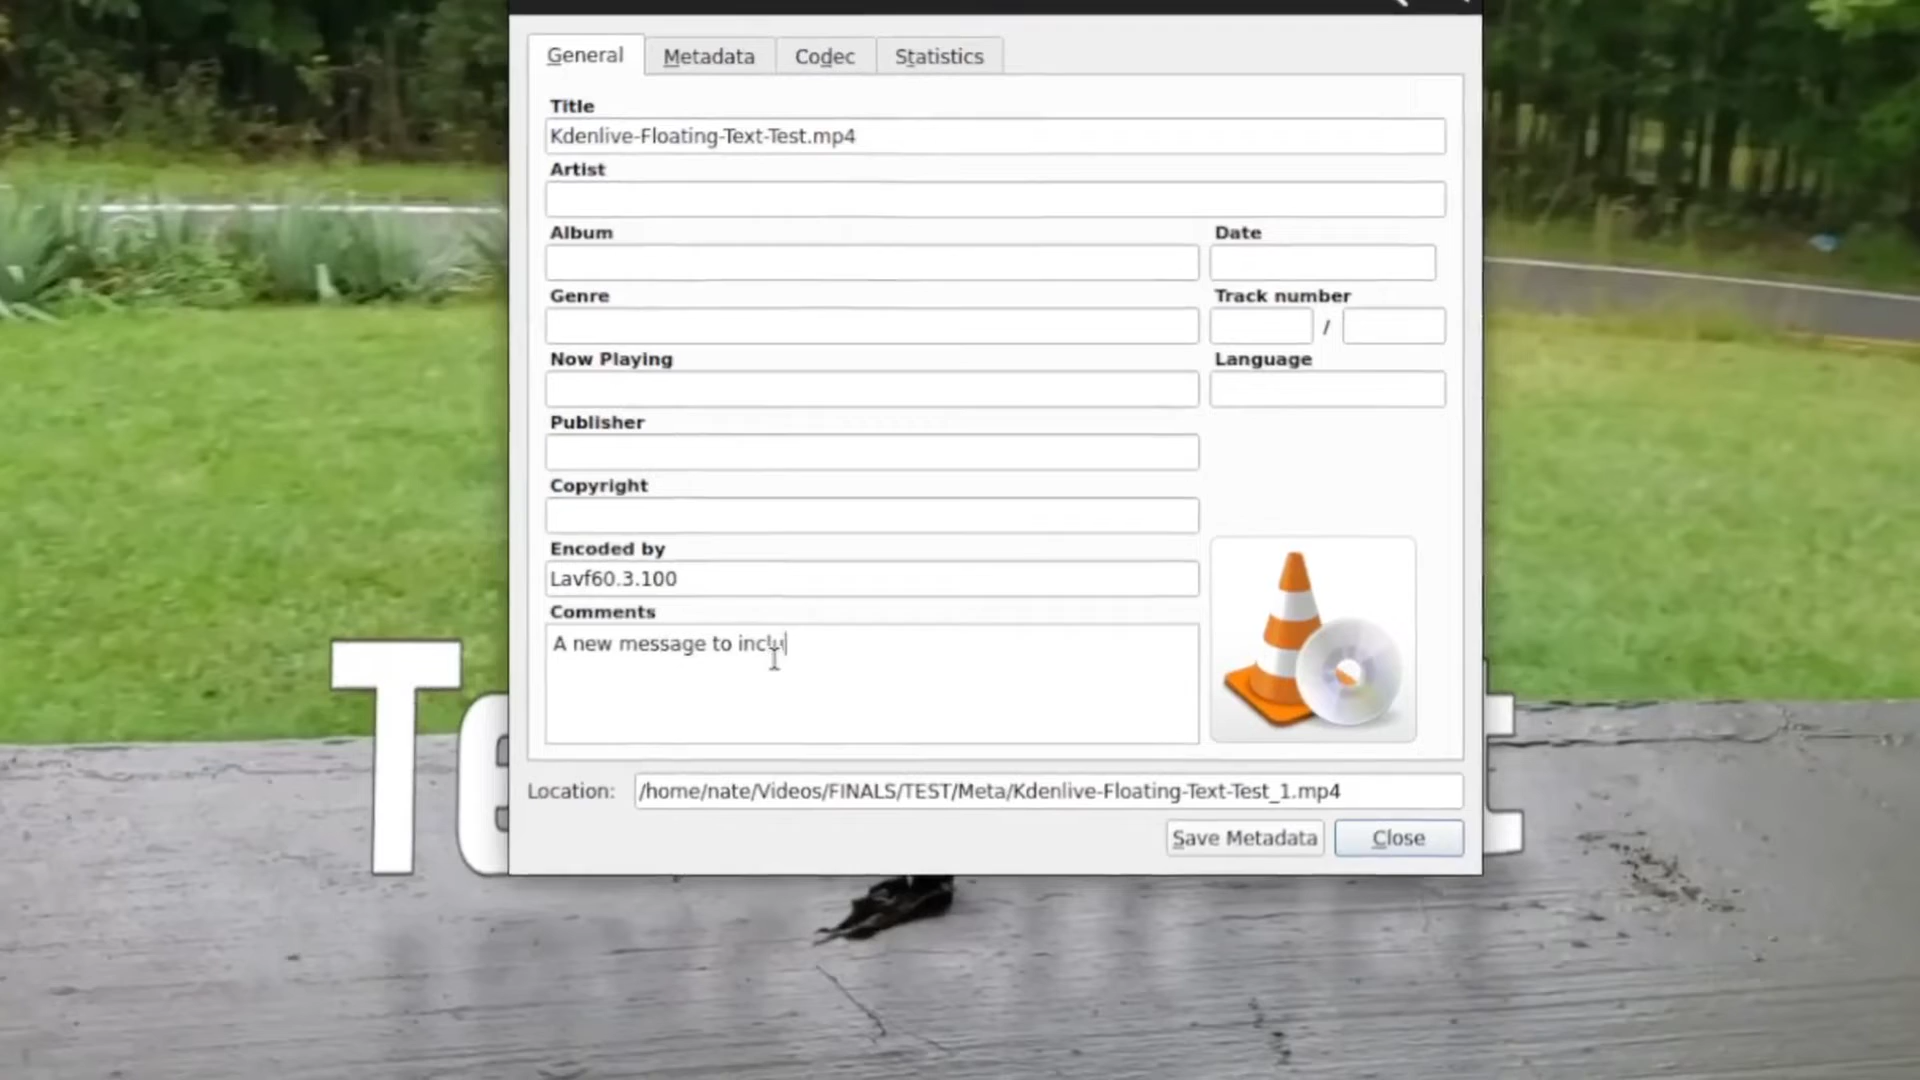 General Metadata Codec Statistics
Title
Kdenlive-Floating-Text-Test.mp4
Artist
Album Date
Genre Track number
/
Now Playing Language
Publisher
Copyright
Encoded by
Lavf60.3.100
Comments
A new message to inclu
Te t
Location: /home/nate/Videos/FINALS/TEST/Meta/Kdenlive-Floating-Text-Test_1.mp4
Save Metadata Close